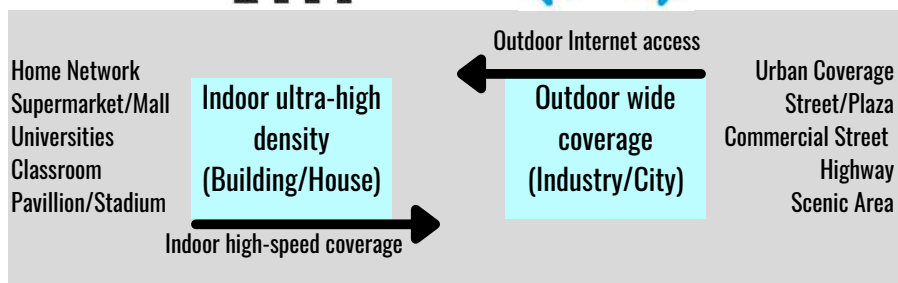 Outdoor Internet access
Home Network
Supermarket/Mall
Universities
Classroom
Pavillion/Stadium
Indoor ultra-high
density
(Building/House)
Outdoor wide
coverage
(Industry/City)
Urban Coverage
Street/Plaza
Commercial Street
Highway
Scenic Area
Indoor high-speed coverage